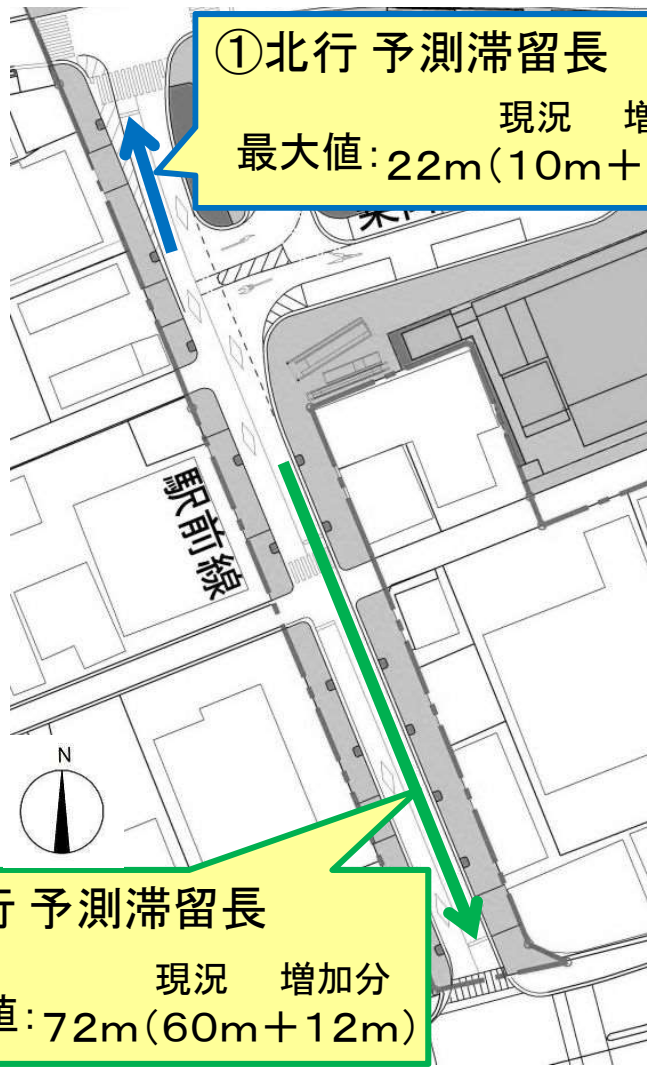 ①北行 予測滞留長
現況 増
最大値:22m(10m+
駅前線
N
行 予測滞留長
現況 増加分
値:72m(60m+12m)